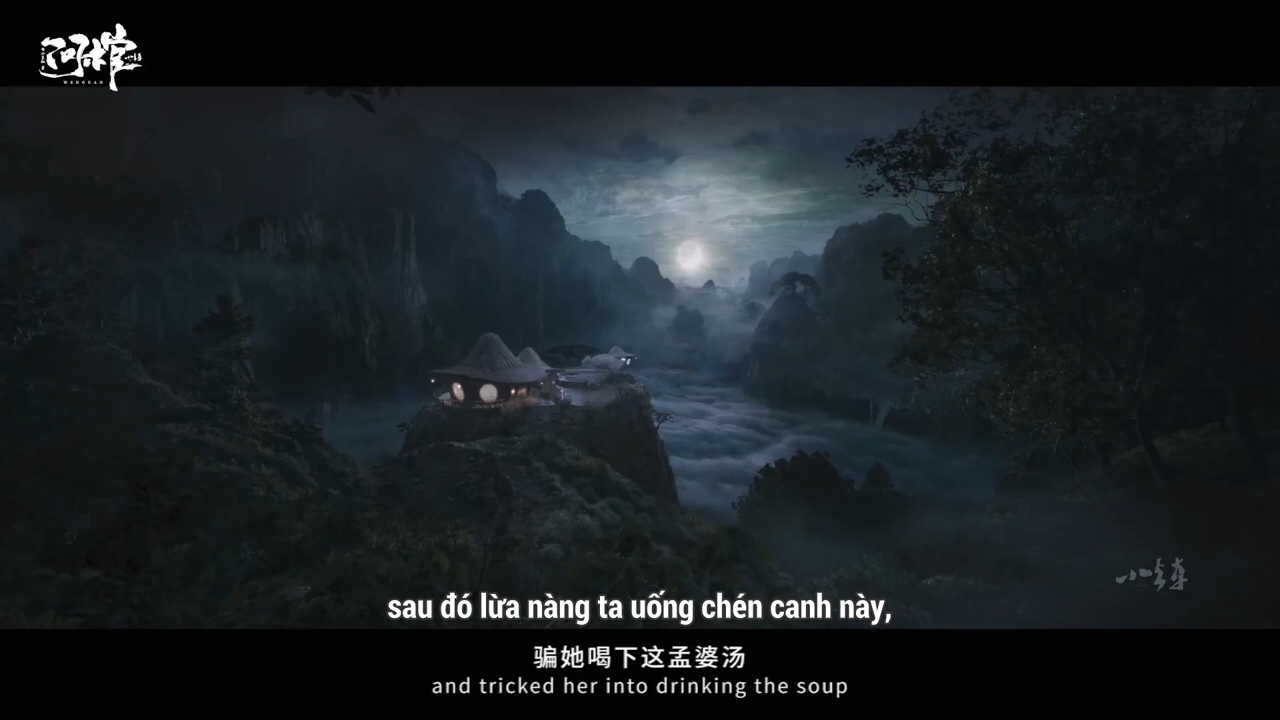 WENGUAN
sau đó lừa nàng ta uống chén canh này,
骗她喝下这孟婆汤
and tricked her into drinking the soup